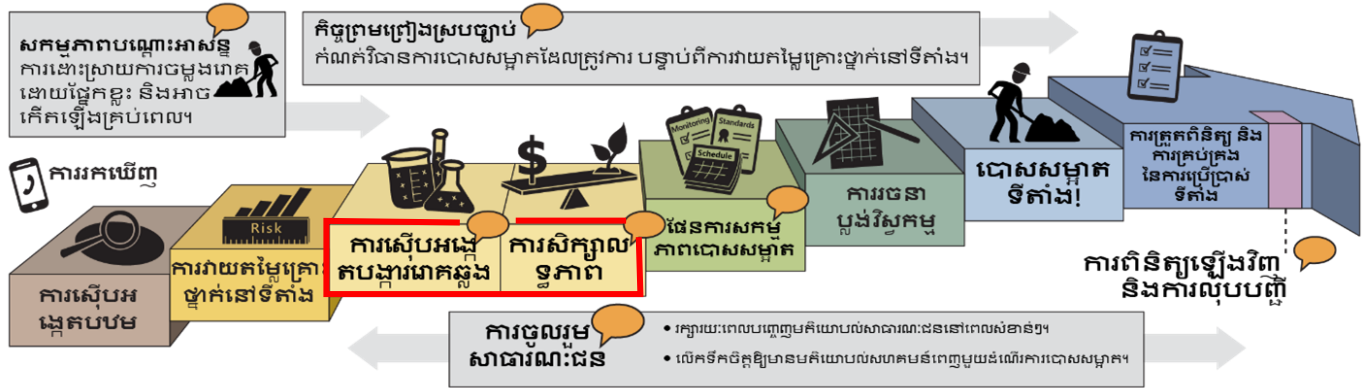 សកម្មភាពបណ្តោះអាសន្ន
ការដោះស្រាយការចម្លងរោគ
ដោយផ្នែកខ្លះ និងអាច
កើតឡើងគ្រប់ពេល។
កិច្ចព្រមព្រៀងស្របច្បាប់
កំណត់វិធានការបោសសម្អាតដែលត្រូវការ បន្ទាប់ពីការវាយតម្លៃគ្រោះថ្នាក់នៅទីតាំង។
ការរកឃើញ
ការស៊ើបអ
ង្កេតបឋម
Risk
ការវាយតម្លៃគ្រោះ
ថ្នាក់នៅទីតាំង
ការស៊ើបអង្កេ
តបង្ការរោគឆ្លង
$
ការសិក្សាល
ទ្ធភាព
Monitoring
Standards
Schedule
ផែនការសកម្ម
ភាពបោសសម្អាត
ការរចនា
ប្លង់វិស្វកម្ម
បោសសម្អាត
ទីតាំង!
ការត្រួតពិនិត្យ និង
ការគ្រប់គ្រង
នៃការប្រើប្រាស់
ទីតាំង
ការពិនិត្យឡើងវិញ
និងការលុបបញ្ជី
ការចូលរួម
សាធារណៈជន
• រក្សារយៈពេលបញ្ចេញមតិយោបល់សាធារណៈជននៅពេលសំខាន់ៗ។
• លើកទឹកចិត្តឱ្យមានមតិយោបល់សហគមន៍ពេញមួយដំណើរការបោសសម្អាត។